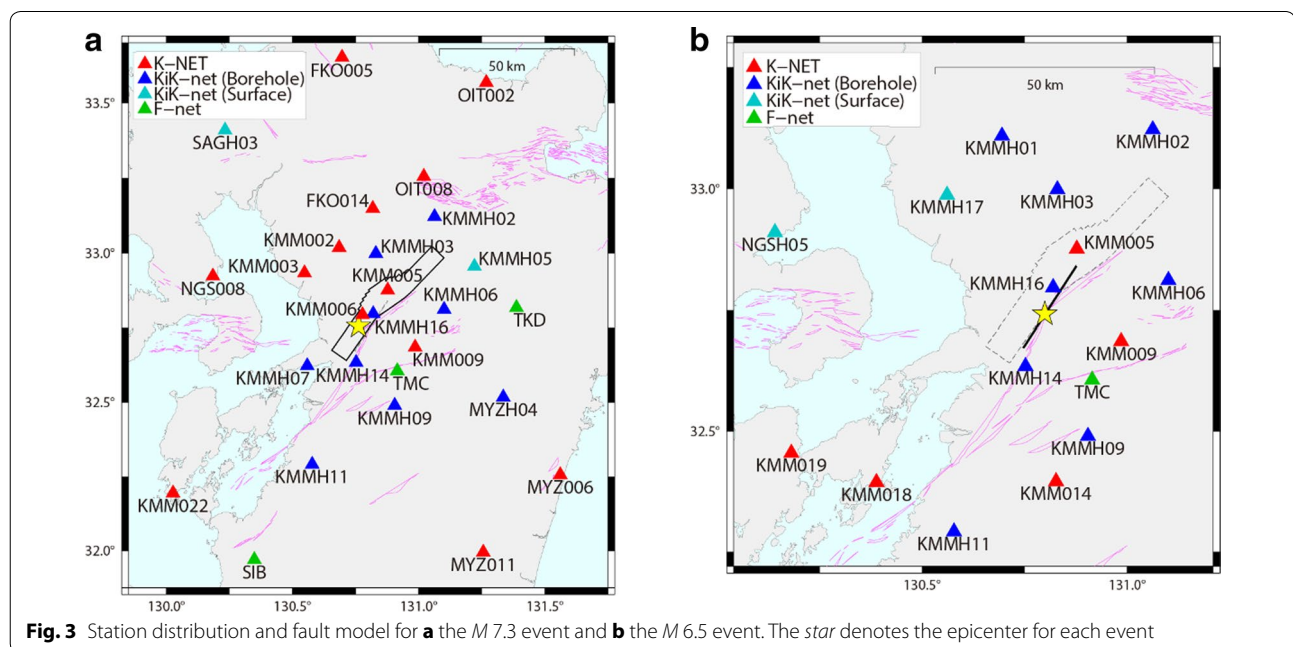 a
K−NET
KiK−net (Borehole)
KiK−net (Surface)
F−net
50 km
FKO005
OIT002
SAGH03
OIT008
FKO014
KMMH02
KMM002
KMMH03
KMM003
KMM005
KMMH05
NGS008
KMMH06
KMM006
TKD
KMMH16
KMM009
KMMH07
KMMH14
TMC
KMMH09
MYZH04
KMMH11
MYZ006
KMM022
MYZ011
SIB
33.5°
33.0°
32.5°
32.0°
130.0°
130.5°
131.0°
131.5°
b
K−NET
KiK−net (Borehole)
KiK−net (Surface)
F−net
50 km
KMMH01
KMMH02
KMMH17
KMMH03
NGSH05
KMM005
KMMH16
KMMH06
KMM009
KMMH14
TMC
KMMH09
KMM019
KMM018
KMM014
KMMH11
33.0°
32.5°
130.5°
131.0°
Fig. 3 Station distribution and fault model for a the M 7.3 event and b the M 6.5 event. The star denotes the epicenter for each event